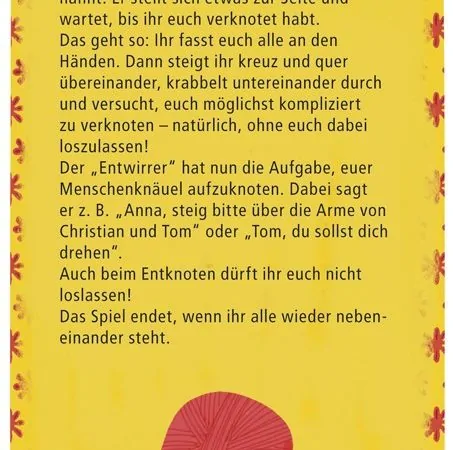 Er stellt sich etwas zur Seite und
wartet, bis ihr euch verknotet habt.
Das geht so: Ihr fasst euch alle an den
Händen. Dann steigt ihr kreuz und quer
übereinander, krabbelt untereinander durch
und versucht, euch möglichst kompliziert
zu verknoten – natürlich, ohne euch dabei
loszulassen!
Der „Entwirrer“ hat nun die Aufgabe, euer
Menschenknäuel aufzuknoten. Dabei sagt
er z. B. „Anna, steig bitte über die Arme von
Christian und Tom“ oder „Tom, du sollst dich
drehen“.
Auch beim Entknoten dürft ihr euch nicht
loslassen!
Das Spiel endet, wenn ihr alle wieder neben-
einander steht.